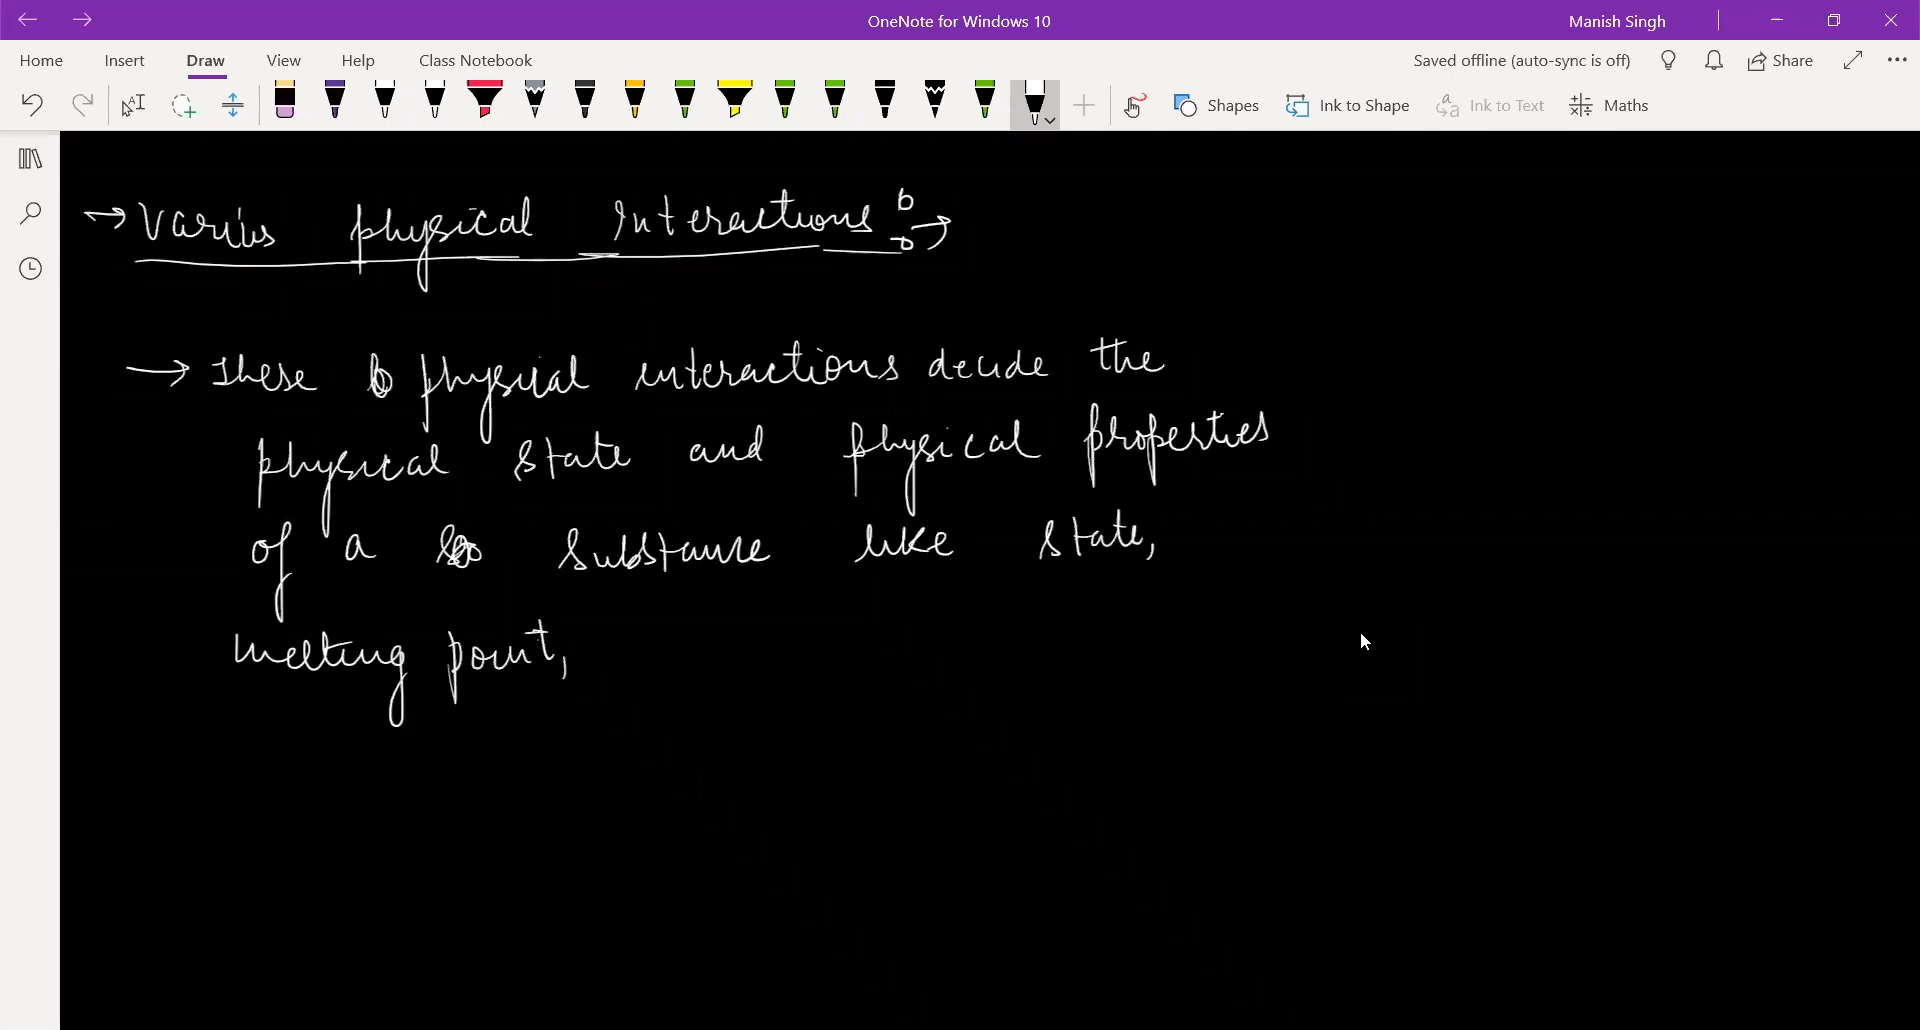 OneNote for Windows 10
Manish Singh
Home Insert Draw View Help Class Notebook
Saved offline (auto-sync is off) Share
Shapes Ink to Shape Ink to Text Maths
→ Various physical Interactions →
→ These physical interactions decide the
physical state and physical properties
of a substance like state,
melting point,